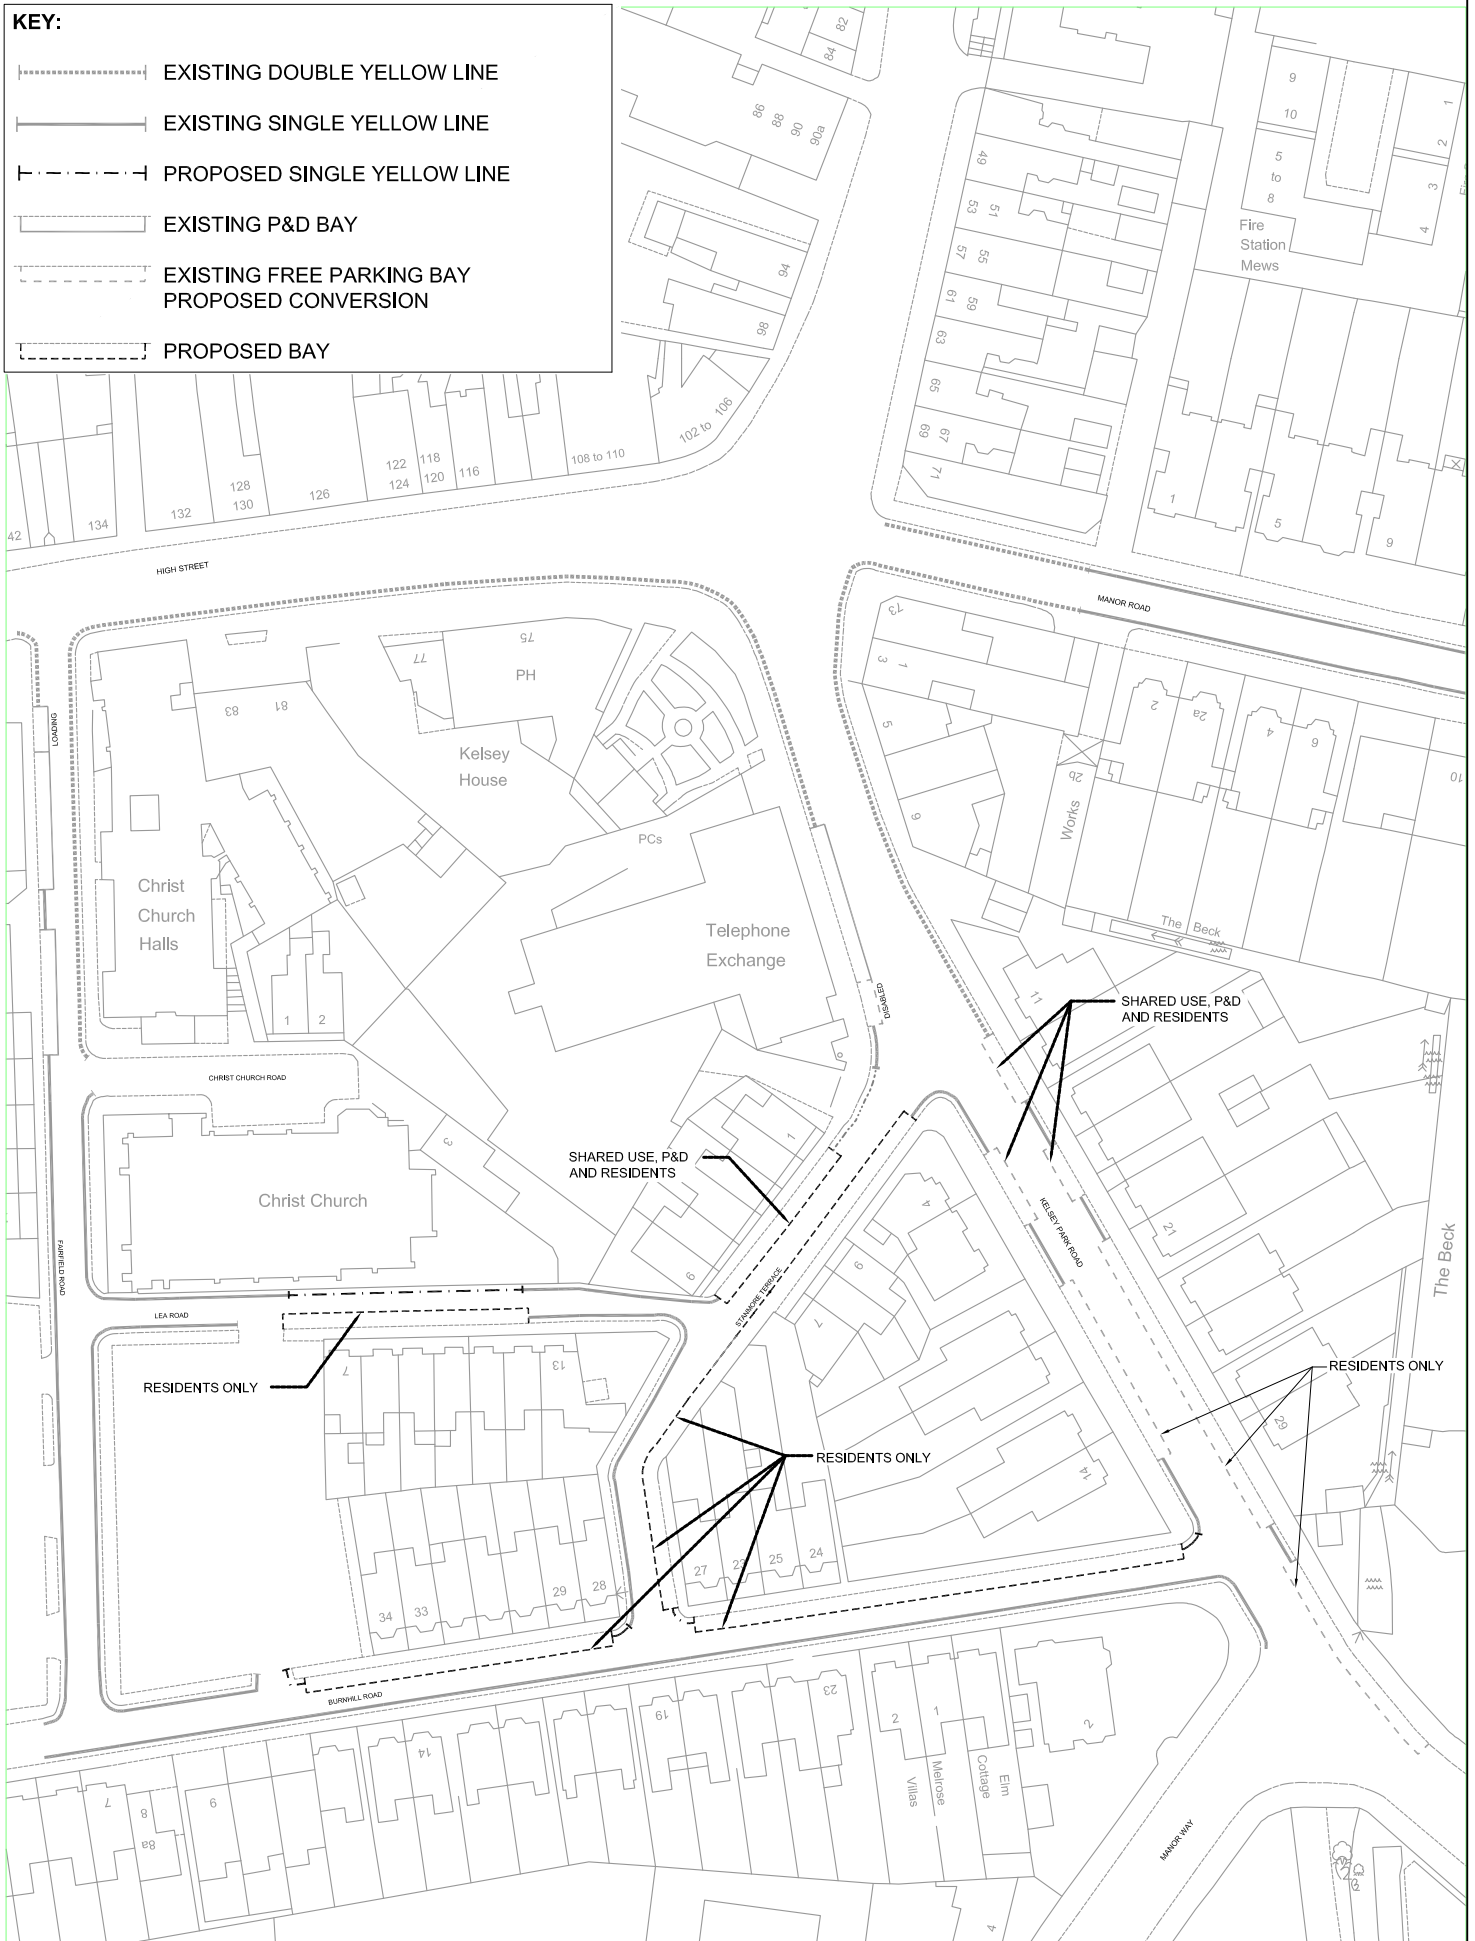 KEY:
EXISTING DOUBLE YELLOW LINE
EXISTING SINGLE YELLOW LINE
PROPOSED SINGLE YELLOW LINE
EXISTING P&D BAY
EXISTING FREE PARKING BAY
PROPOSED CONVERSION
PROPOSED BAY
82
84
86
88
90
90a
94
98
102 to 106
108 to 110
116
118
120
122
124
126
128
130
132
134
42
49
51
53
55
57
59
61
63
65
67
69
71
9
10
5
to
8
1
2
3
4
Fire
Station
Mews
1
5
9
HIGH STREET
MANOR ROAD
LOADING
75
PH
77
81
83
Kelsey
House
PCs
73
1
3
5
9
2
2a
4
6
10
2b
Works
The Beck
Christ
Church
Halls
1
2
Telephone
Exchange
DISABLED
11
SHARED USE, P&D
AND RESIDENTS
CHRIST CHURCH ROAD
3
1
SHARED USE, P&D
AND RESIDENTS
Christ Church
4
21
KELSEY PARK ROAD
The Beck
FAIRFIELD ROAD
LEA ROAD
STANMORE TERRACE
6
7
9
RESIDENTS ONLY
7
13
RESIDENTS ONLY
29
RESIDENTS ONLY
14
27
25
24
34
33
29
28
BURNHILL ROAD
7
8
8a
9
14
19
23
2
1
Melrose
Villas
Elm
Cottage
2
MANOR WAY
4